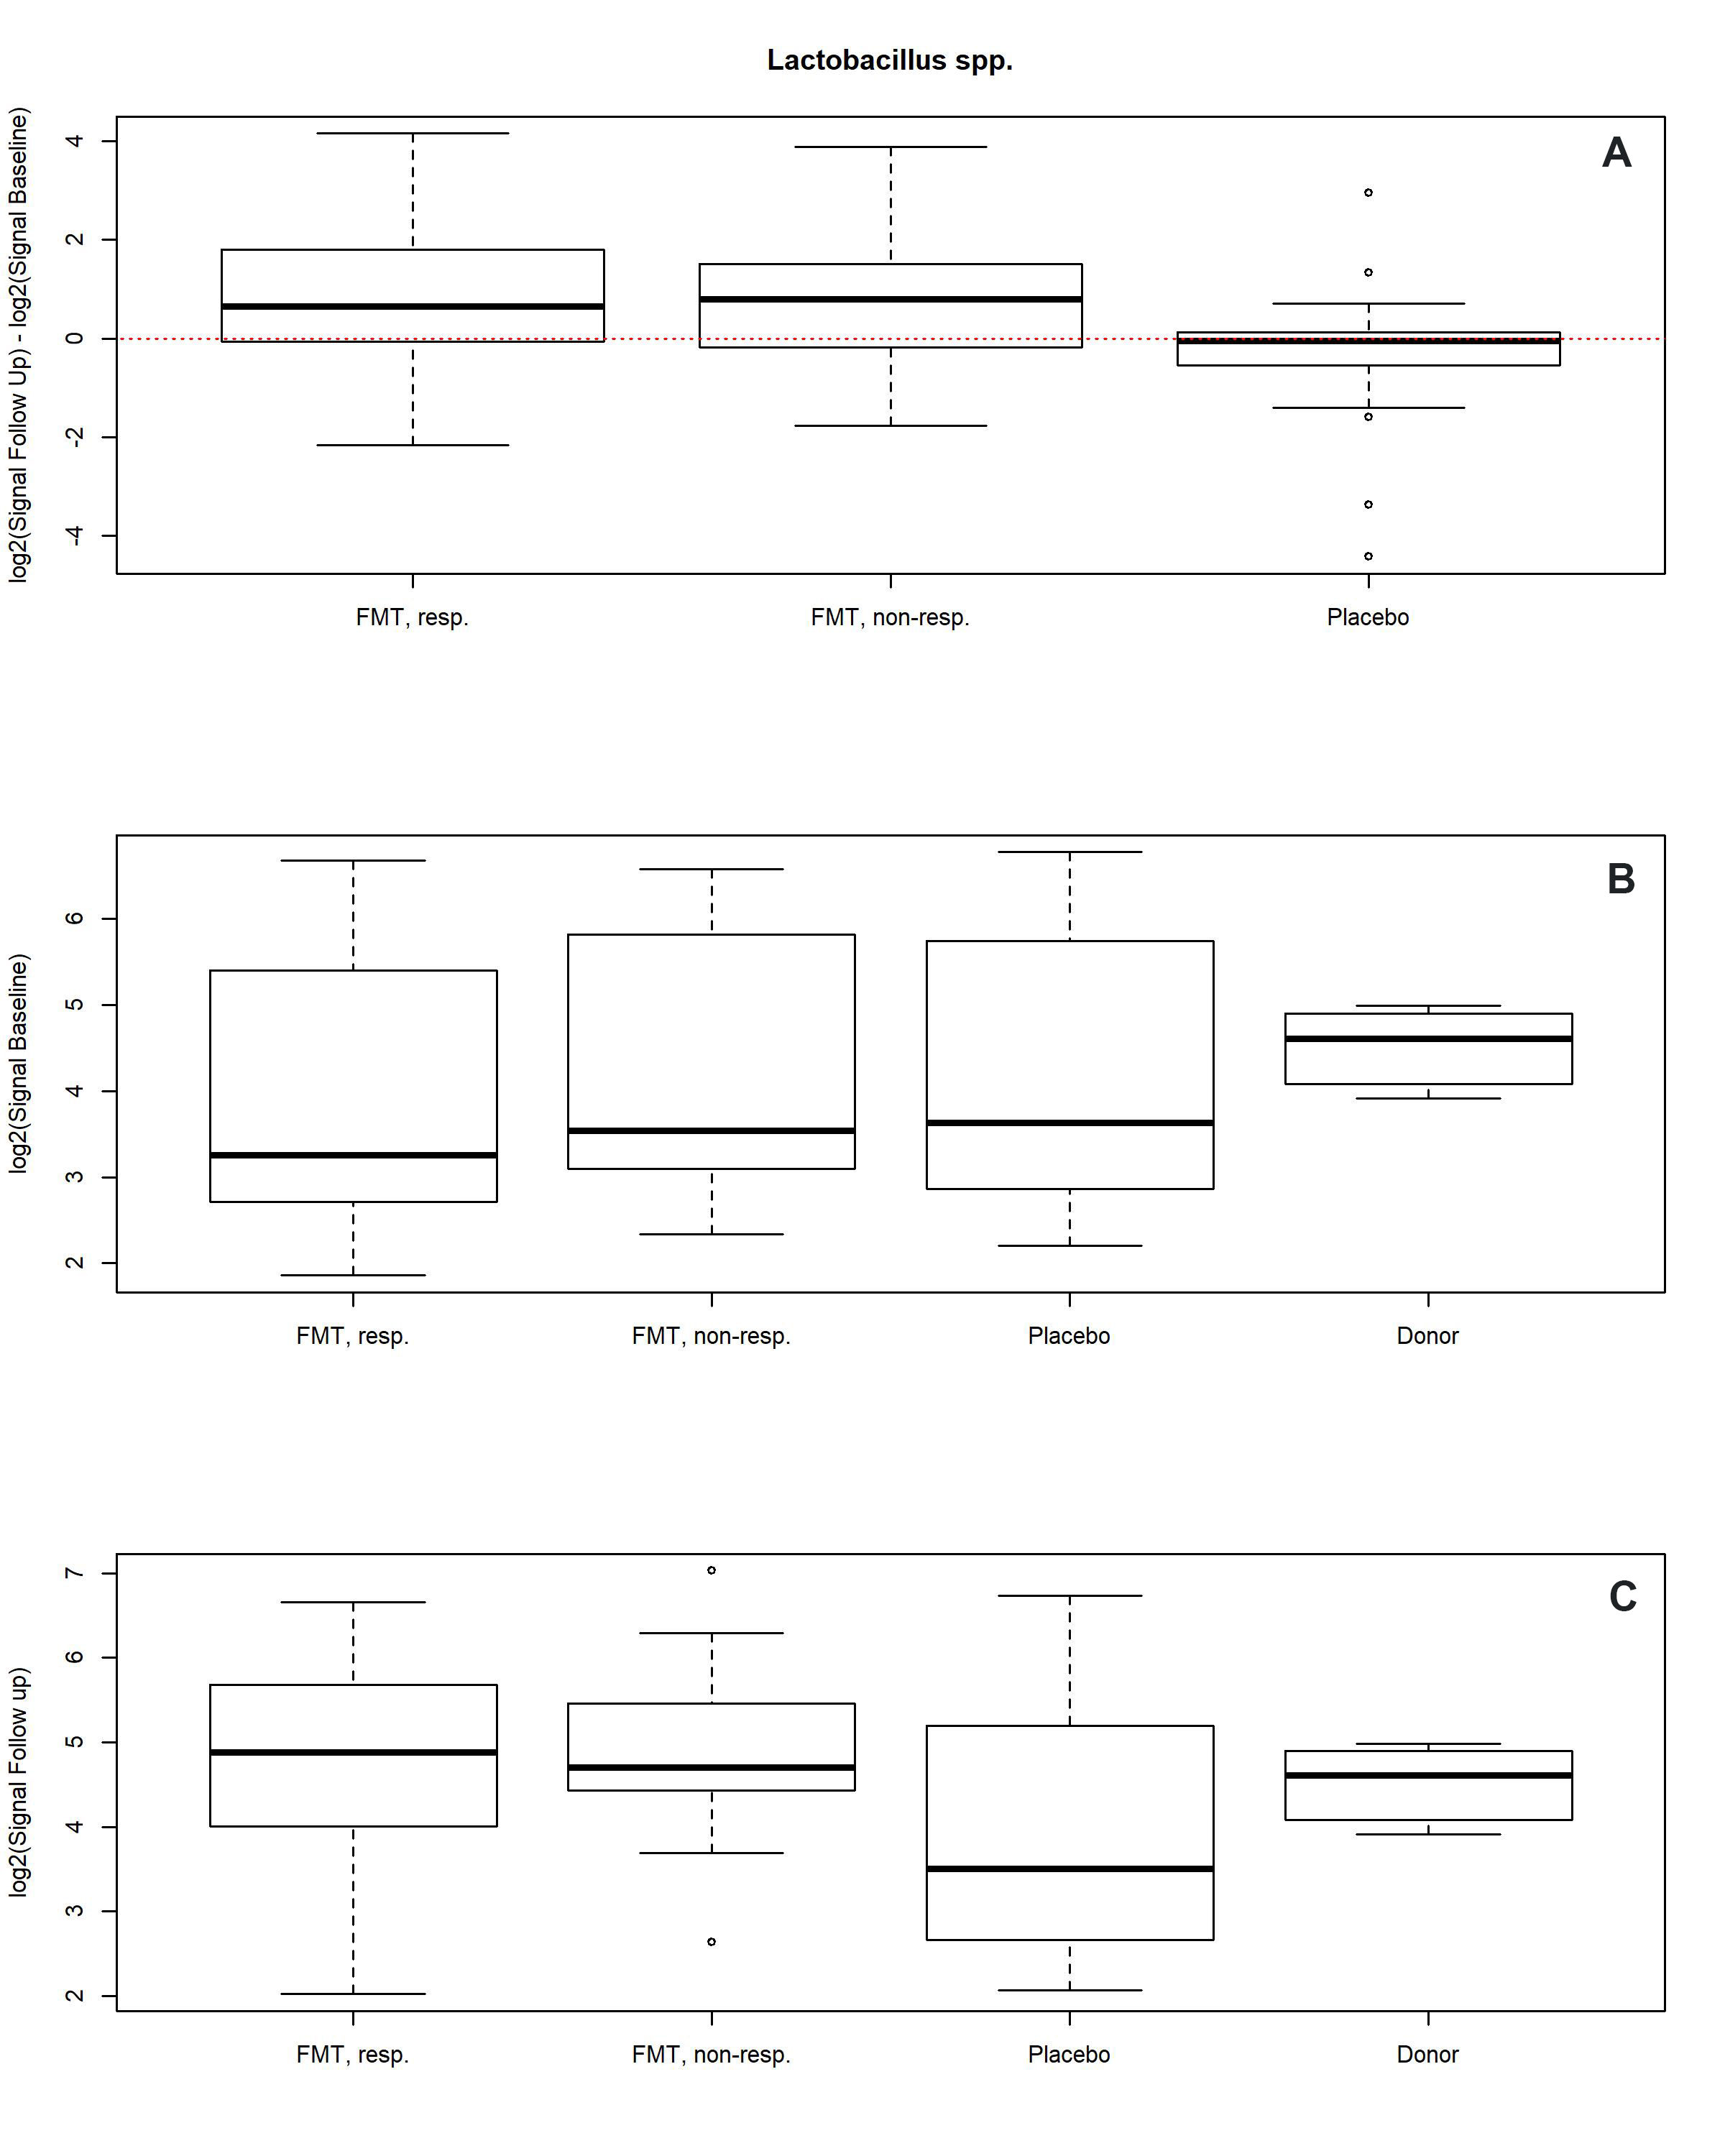 Lactobacillus spp.
A
log2(Signal Follow Up) - log2(Signal Baseline)
4
2
0
-2
-4
FMT, resp. FMT, non-resp. Placebo
B
log2(Signal Baseline)
6
5
4
3
2
FMT, resp. FMT, non-resp. Placebo Donor
C
log2(Signal Follow up)
7
6
5
4
3
2
FMT, resp. FMT, non-resp. Placebo Donor